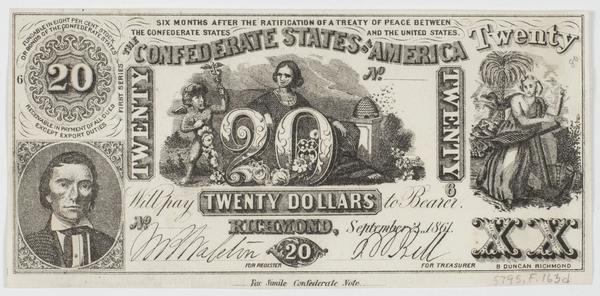 SIX MONTHS AFTER THE RATIFICATION OF A TREATY OF PEACE BETWEEN
THE CONFEDERATE STATES AND THE UNITED STATES.
THE CONFEDERATE STATES OF AMERICA
Twenty
FUNDABLE IN EIGHT PER CENT. STOCK
OR BONDS OF THE CONFEDERATE STATES
6
20
FIRST SERIES
RECEIVABLE IN PAYMENT OF ALL DUES
EXCEPT EXPORT DUTIES
TWENTY
No
TWENTY
20
6
Will pay TWENTY DOLLARS to Bearer.
No
RICHMOND, September 2, 1861.
20
FOR REGISTER
FOR TREASURER
XX
B DUNCAN RICHMOND
Fac Simile Confederate Note.
5795.F.163d